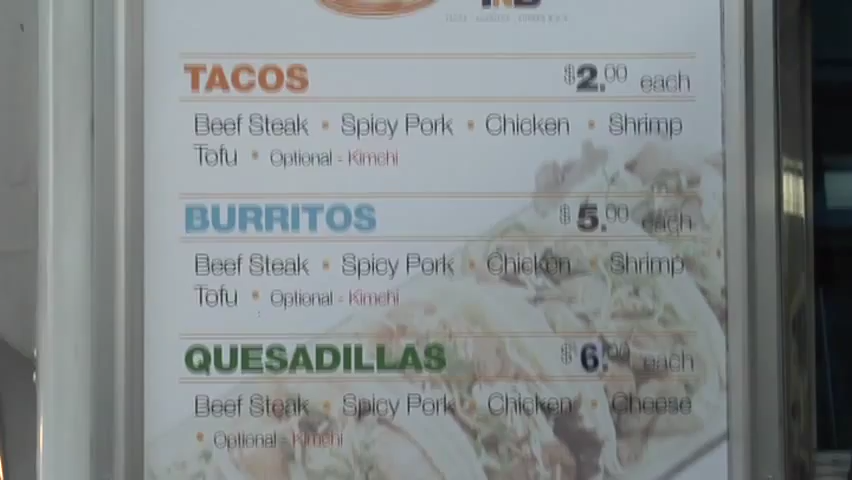 TACOS $2.00 each
Beef Steak • Spicy Pork • Chicken • Shrimp
Tofu • Optional - Kimchi
BURRITOS $5.00 each
Beef Steak • Spicy Pork • Chicken • Shrimp
Tofu • Optional - Kimchi
QUESADILLAS $6.00 each
Beef Steak • Spicy Pork • Chicken • Cheese
• Optional - Kimchi